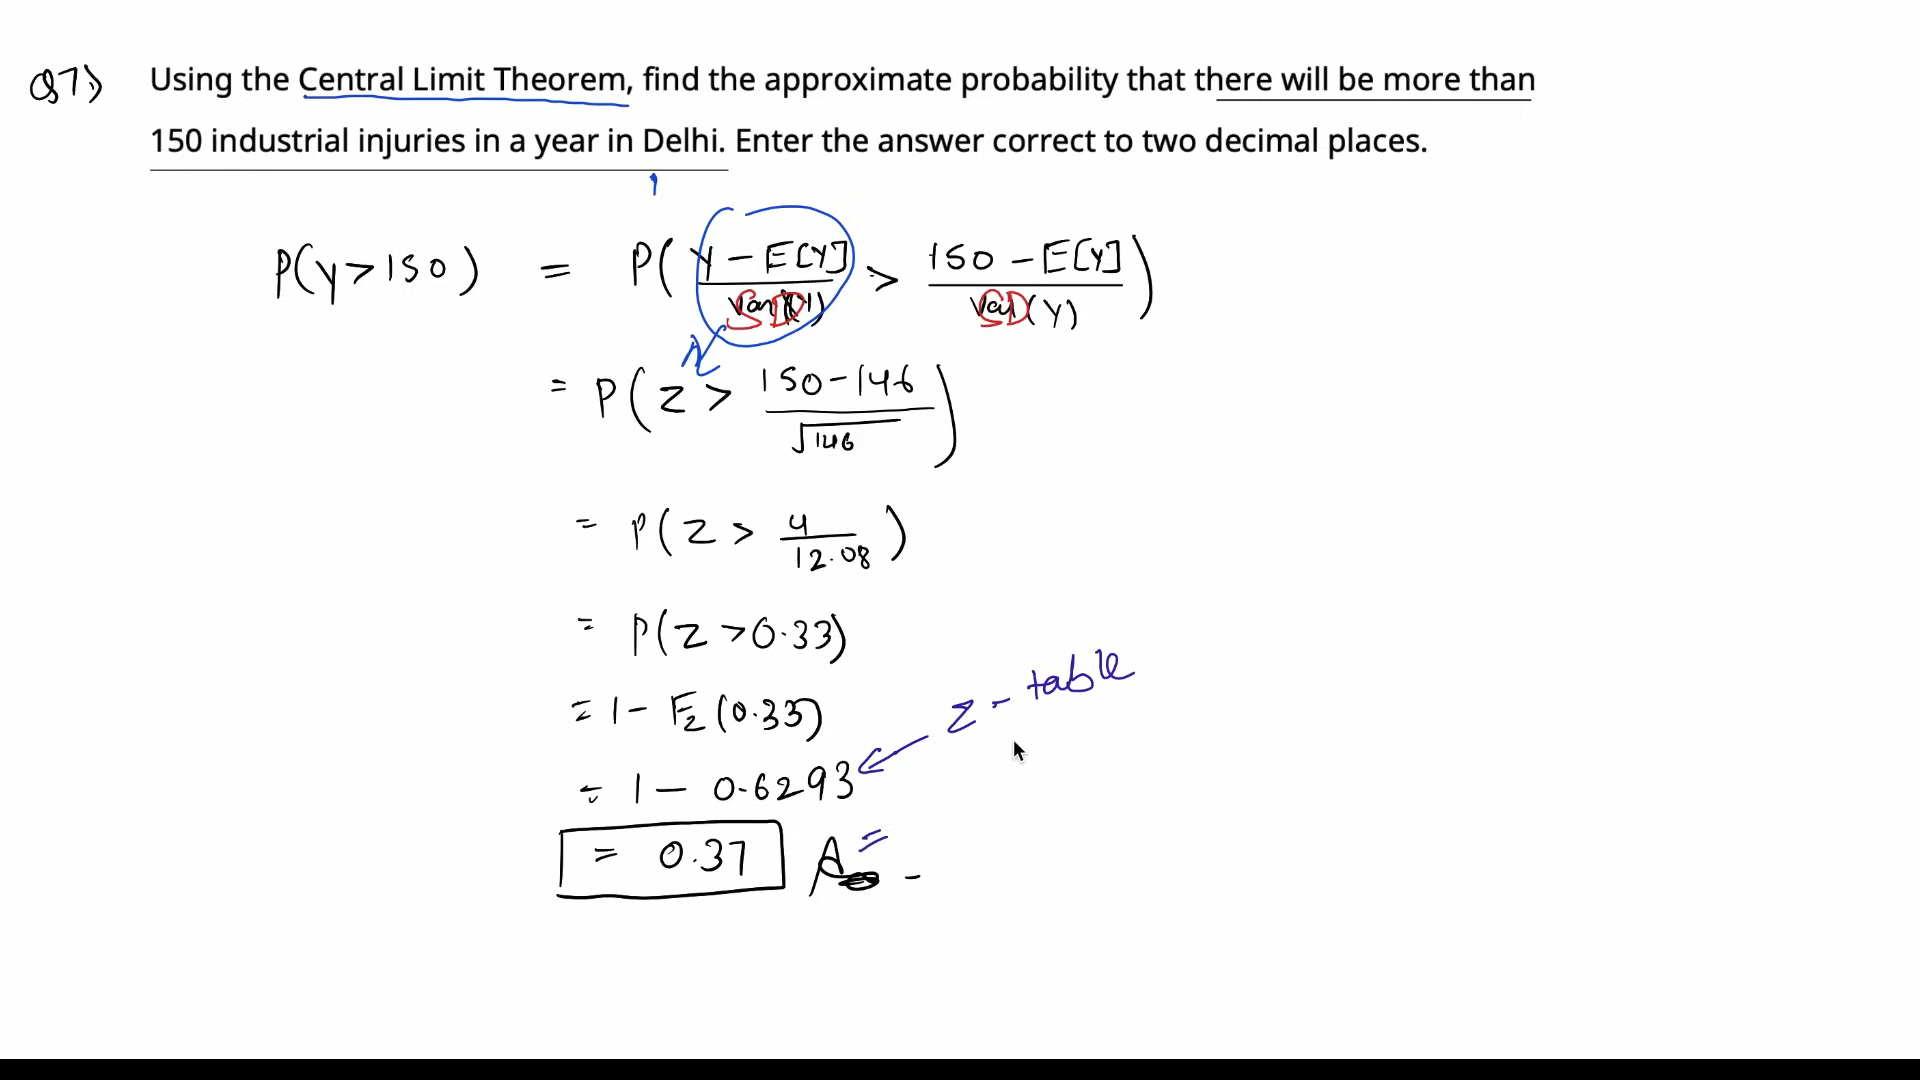 Q7) Using the Central Limit Theorem, find the approximate probability that there will be more than
150 industrial injuries in a year in Delhi. Enter the answer correct to two decimal places.
P(Y>150) = P( Y - E[Y] / SD(Y) > 150 - E[Y] / SD(Y) )
Z
= P( Z > 150-146 / √146 )
= P( Z > 4 / 12.08 )
= P(Z >0.33)
= 1 - F_Z (0.33)
z - table
= 1 - 0.6293
= 0.37